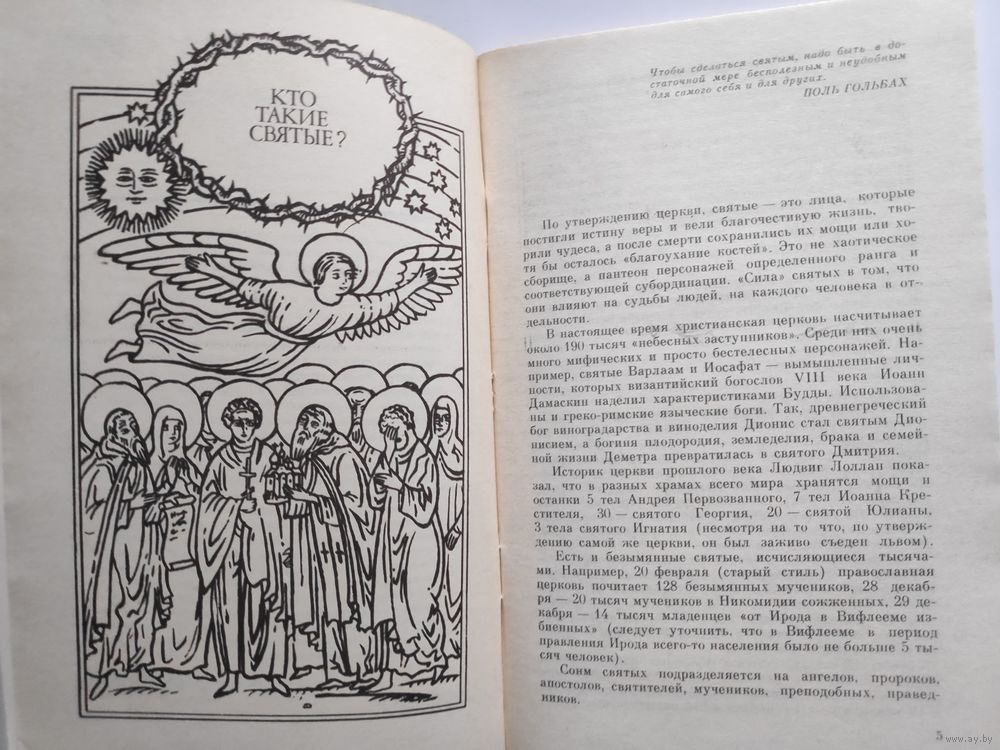 КТО
ТАКИЕ
СВЯТЫЕ?
Чтобы сделаться святым, надо быть в до-
статочной мере бесполезным и неудобным
для самого себя и для других.
ПОЛЬ ГОЛЬБАХ
По утверждению церкви, святые — это лица, которые
постигли истину веры и вели благочестивую жизнь, тво-
рили чудеса, а после смерти сохранились их мощи или хо-
тя бы осталось «благоухание костей». Это не хаотическое
сборище, а пантеон персонажей определенного ранга и
соответствующей субординации. «Сила» святых в том, что
они влияют на судьбы людей, на каждого человека в от-
дельности.
В настоящее время христианская церковь насчитывает
около 190 тысяч «небесных заступников». Среди них очень
много мифических и просто бестелесных персонажей. На-
пример, святые Варлаам и Иосафат — вымышленные лич-
ности, которых византийский богослов VIII века Иоанн
Дамаскин наделил характеристиками Будды. Использова-
ны и греко-римские языческие боги. Так, древнегреческий
бог виноградарства и виноделия Дионис стал святым Дио-
нисием, а богиня плодородия, земледелия, брака и семей-
ной жизни Деметра превратилась в святого Дмитрия.
Историк церкви прошлого века Людвиг Лоллан пока-
зал, что в разных храмах всего мира хранятся мощи и
останки 5 тел Андрея Первозванного, 7 тел Иоанна Кре-
стителя, 30 — святого Георгия, 20 — святой Юлианы,
3 тела святого Игнатия (несмотря на то что, по утверж-
дению самой же церкви, он был заживо съеден львом).
Есть и безымянные святые, исчисляющиеся тысяча-
ми. Например, 20 февраля (старый стиль) православная
церковь почитает 128 безымянных мучеников, 28 декаб-
ря — 20 тысяч мучеников в Никомидии сожженных, 29 де-
кабря — 14 тысяч младенцев «от Ирода в Вифлееме из-
биенных» (следует уточнить, что в Вифлееме в период
правления Ирода всего-то населения было не больше 5 ты-
сяч человек).
Сонм святых подразделяется на ангелов, пророков,
апостолов, святителей, мучеников, преподобных, правед-
ников.
5
www.ay.by